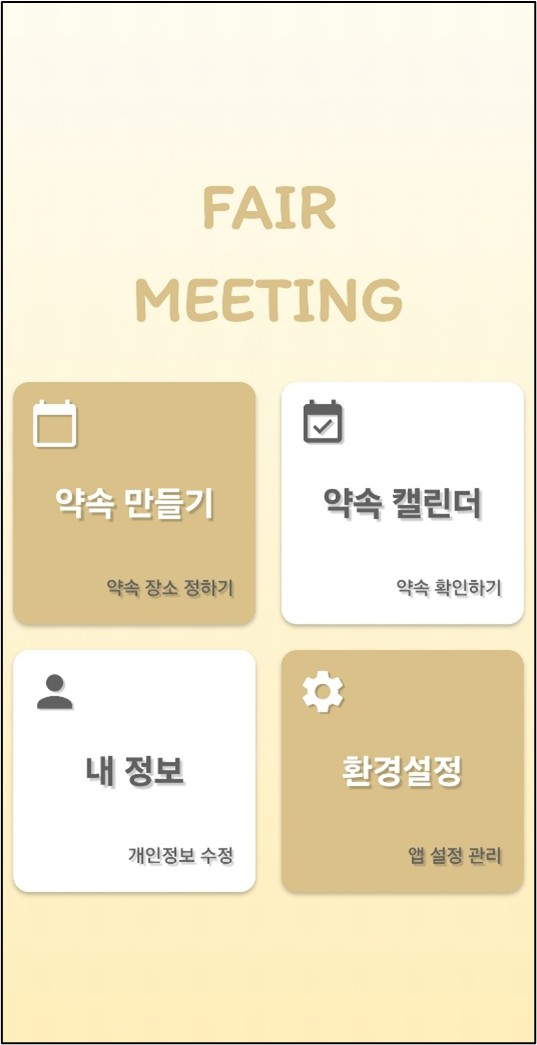 FAIR
MEETING
약속 만들기
약속 장소 정하기
약속 캘린더
약속 확인하기
내 정보
개인정보 수정
환경설정
앱 설정 관리